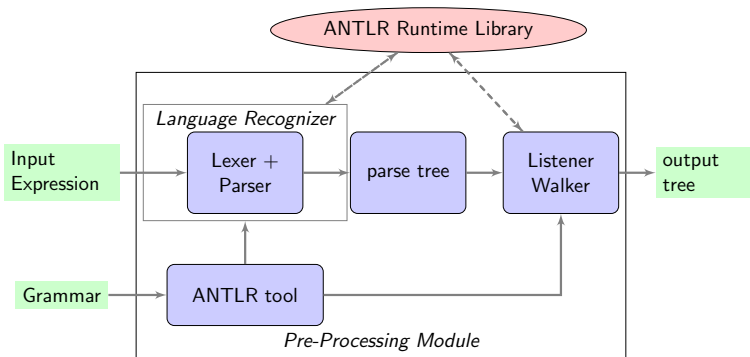 ANTLR Runtime Library
Language Recognizer
Input
Expression
Lexer +
Parser
parse tree
Listener
Walker
output
tree
Grammar
ANTLR tool
Pre-Processing Module